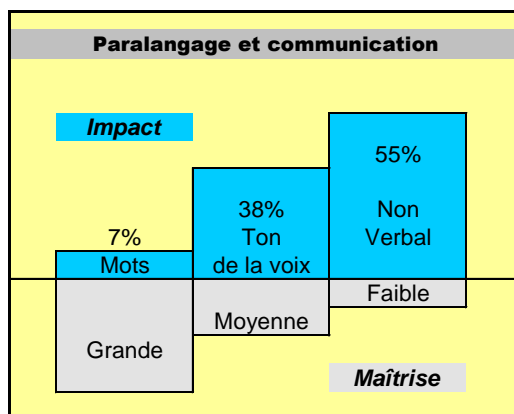 Paralangage et communication
Impact
7%
Mots
38%
Ton
de la voix
55%
Non
Verbal
Grande
Moyenne
Faible
Maîtrise